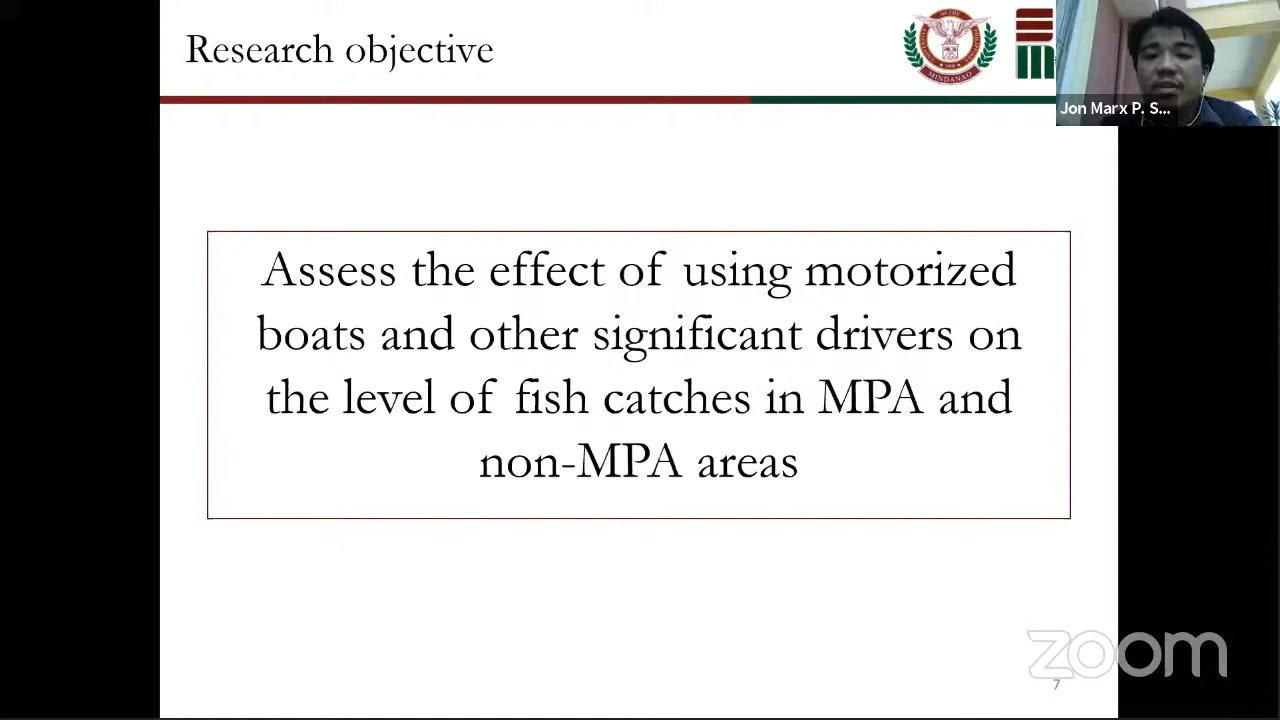 Research objective
MINDANAO
Jon Marx P. S...
Assess the effect of using motorized
boats and other significant drivers on
the level of fish catches in MPA and
non-MPA areas
zoom
7